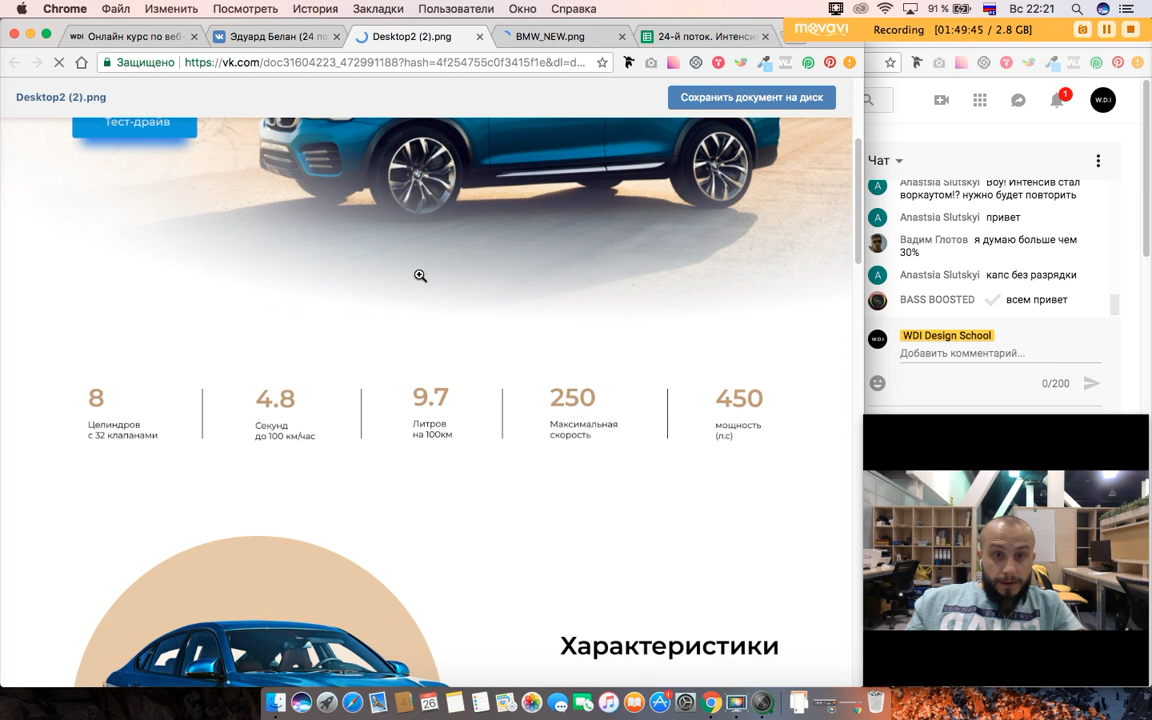 Chrome Файл Изменить Посмотреть История Закладки Пользователи Окно Справка 91 % Вс 22:21
WDI Онлайн курс по веб- Эдуард Белан (24 по Desktop2 (2).png BMW_NEW.png 24-й поток. Интенси
movavi Recording [01:49:45 / 2.8 GB]
Защищено https://vk.com/doc31604223_472991188?hash=4f254755c0f3415f1e&dl=d...
Desktop2 (2).png Сохранить документ на диск
1 W.D.I
Тест-драйв
Чат
Anastsia Slutskyi Воу! Интенсив стал
воркаутом!? нужно будет повторить
A Anastsia Slutskyi привет
Вадим Глотов я думаю больше чем
30%
A Anastsia Slutskyi капс без разрядки
BASS BOOSTED всем привет
W.D.I WDI Design School
Добавить комментарий...
0/200
8 4.8 9.7 250 450
Целиндров
с 32 клапанами
Секунд
до 100 км/час
Литров
на 100км
Максимальная
скорость
мощность
(л.с)
Характеристики
26